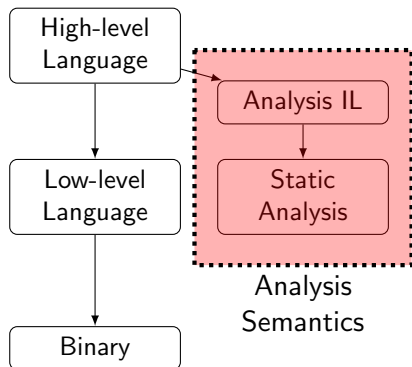 High-level
Language
Analysis IL
Low-level
Language
Static
Analysis
Analysis
Semantics
Binary